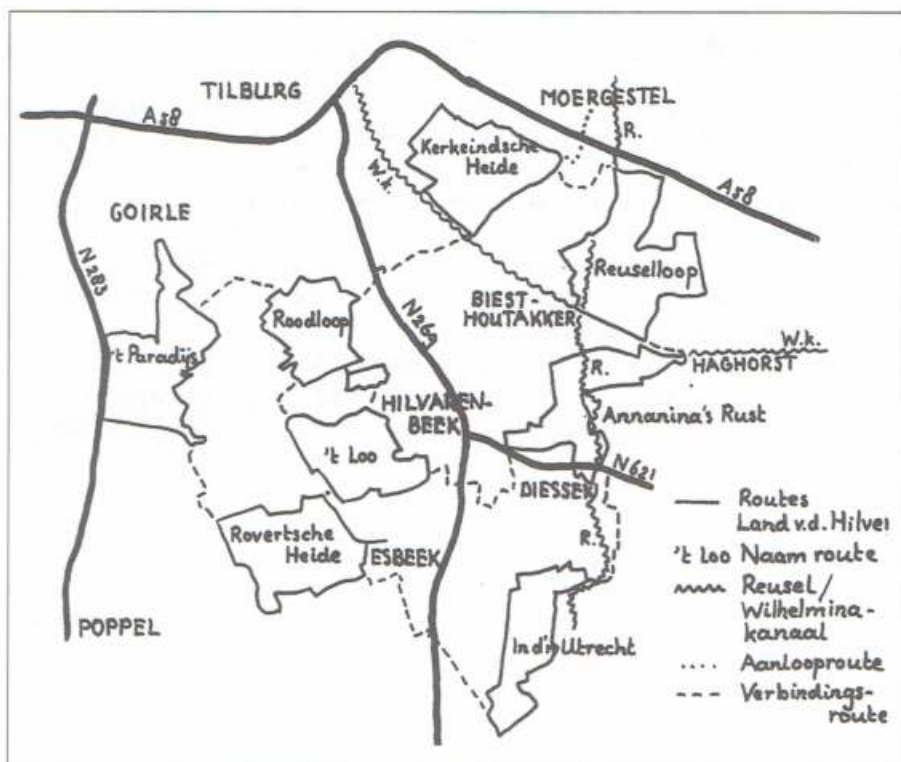 TILBURG
A58
MOERGESTEL
R.
Kerkeindsche
Heide
W.k.
A58
GOIRLE
N283
Reuselloop
Roodloop
N269
BIEST-
HOUTAKKER
't Paradijs
W.k.
HAGHORST
R.
HILVAREN-
BEEK
Annanina's Rust
't Loo
N621
DIESSEN
Rovertsche
Heide
ESBEEK
R.
POPPEL
In d'n Utrecht
Routes
Land v.d. Hilver
't Loo Naam route
Reusel/
Wilhelmina-
kanaal
Aanlooproute
Verbindings-
route